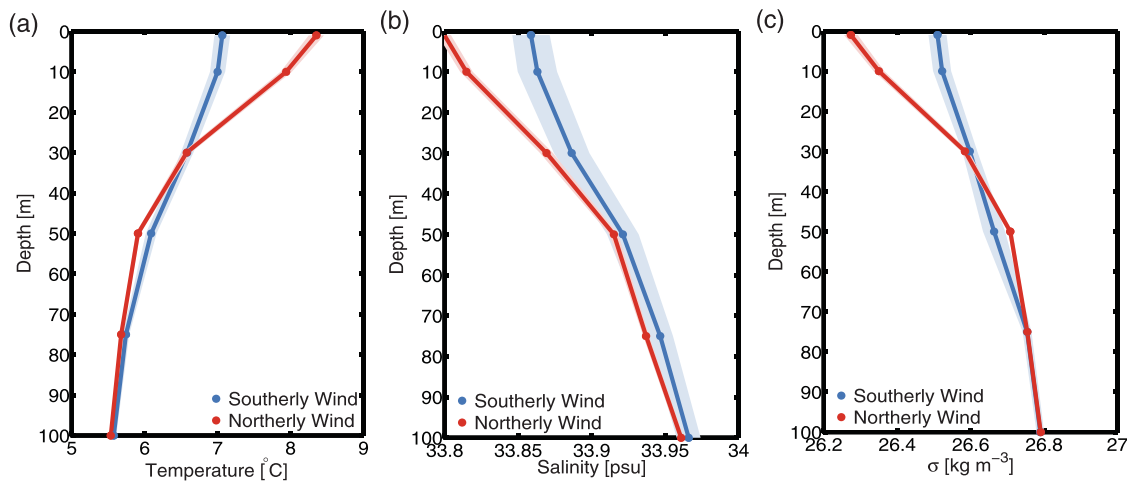 (a)
0
10
20
30
40
50
60
70
80
90
100
Depth [m]
5 6 7 8 9
Temperature [°C]
Southerly Wind
Northerly Wind
(b)
0
10
20
30
40
50
60
70
80
90
100
Depth [m]
33.8 33.85 33.9 33.95 34
Salinity [psu]
Southerly Wind
Northerly Wind
(c)
0
10
20
30
40
50
60
70
80
90
100
Depth [m]
26.2 26.4 26.6 26.8 27
σ [kg m⁻³]
Southerly Wind
Northerly Wind